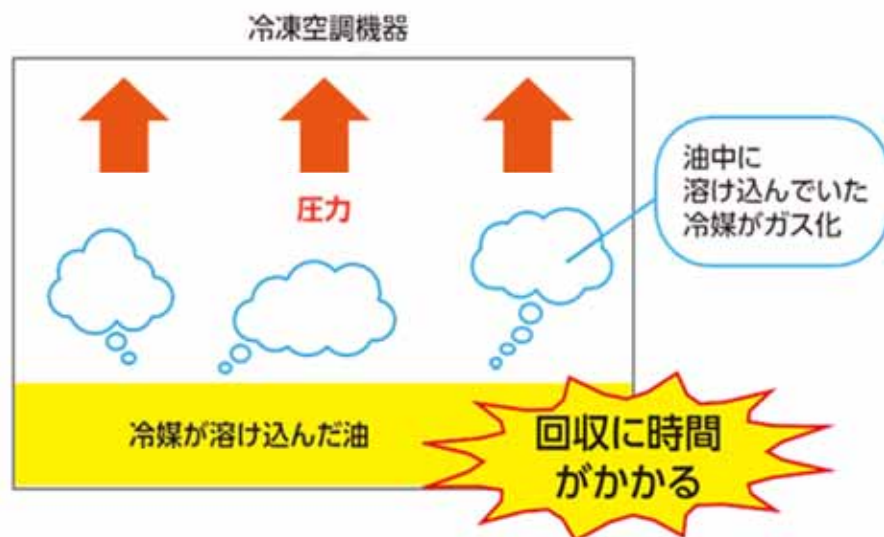 冷凍空調機器
圧力
油中に
溶け込んでいた
冷媒がガス化
冷媒が溶け込んだ油
回収に時間
がかかる